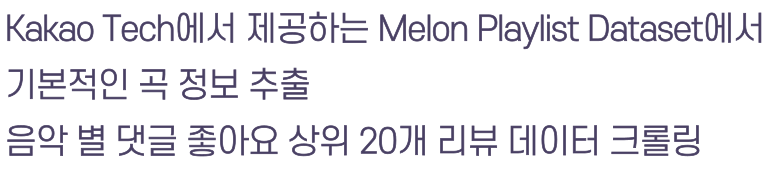 Kakao Tech에서 제공하는 Melon Playlist Dataset에서
기본적인 곡 정보 추출
음악 별 댓글 좋아요 상위 20개 리뷰 데이터 크롤링